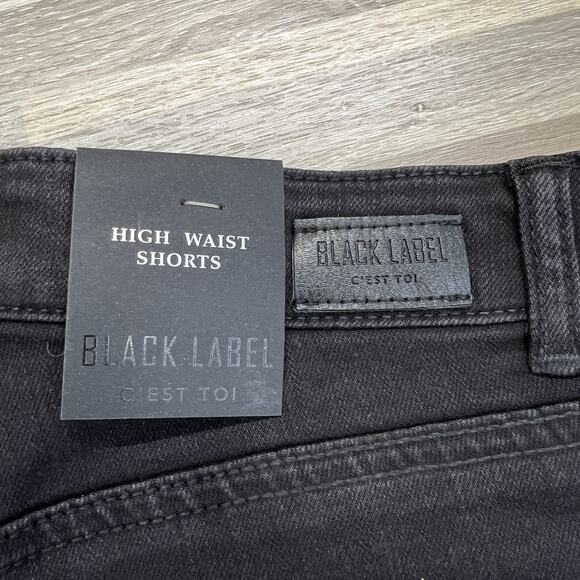 HIGH WAIST
SHORTS
BLACK LABEL
C'EST TOI
BLACK LABEL
C'EST TOI